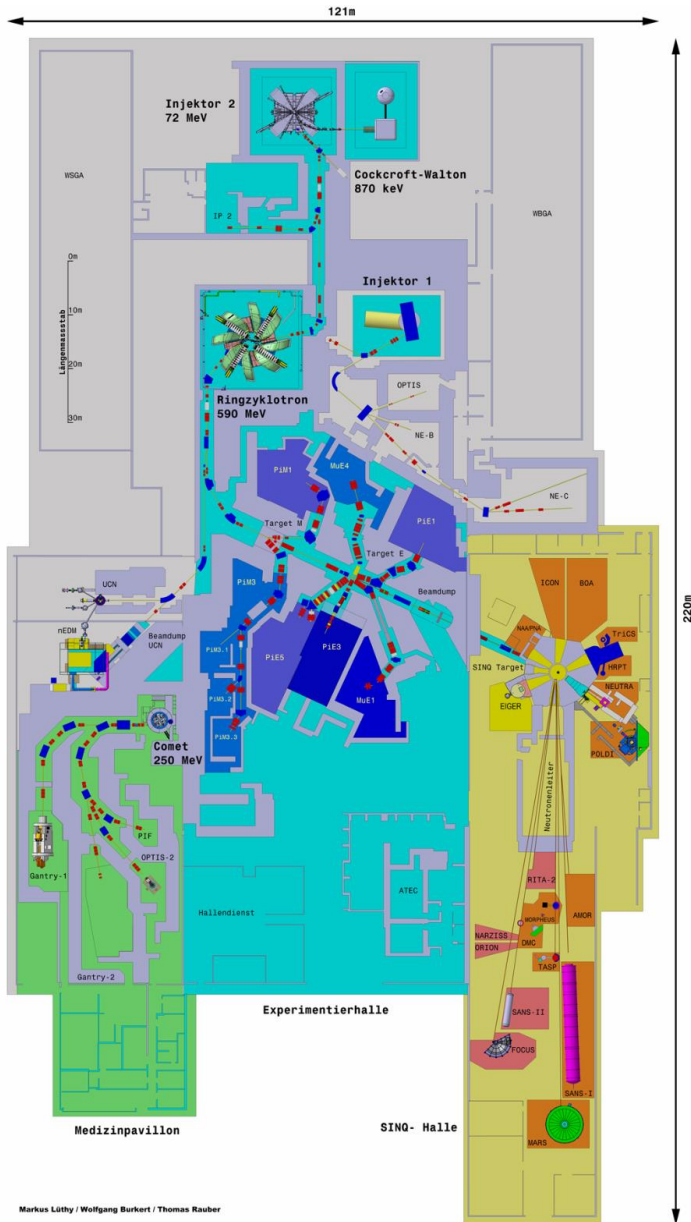 121m
220m
Injektor 2
72 MeV
Cockcroft-Walton
870 keV
WSGA
WBGA
IP 2
0m
10m
20m
30m
Längenmassstab
Injektor 1
Ringzyklotron
590 MeV
OPTIS
NE-B
NE-C
PiM1
MuE4
PiE1
Target M
Target E
Beamdump
UCN
nEDM
Beamdump
UCN
PiM3
PiM3.1
PiM3.2
PiM3.3
PiE5
PiE3
MuE1
ICON
BOA
NAA/PNA
TriCS
SINQ Target
HRPT
NEUTRA
EIGER
POLDI
Comet
250 MeV
Neutronenleiter
PIF
OPTIS-2
Gantry-1
Gantry-2
Hallendienst
ATEC
RITA-2
AMOR
MORPHEUS
NARZISS
DMC
ORION
TASP
SANS-II
FOCUS
SANS-I
MARS
Experimentierhalle
Medizinpavillon
SINQ- Halle
Markus Lüthy / Wolfgang Burkert / Thomas Rauber